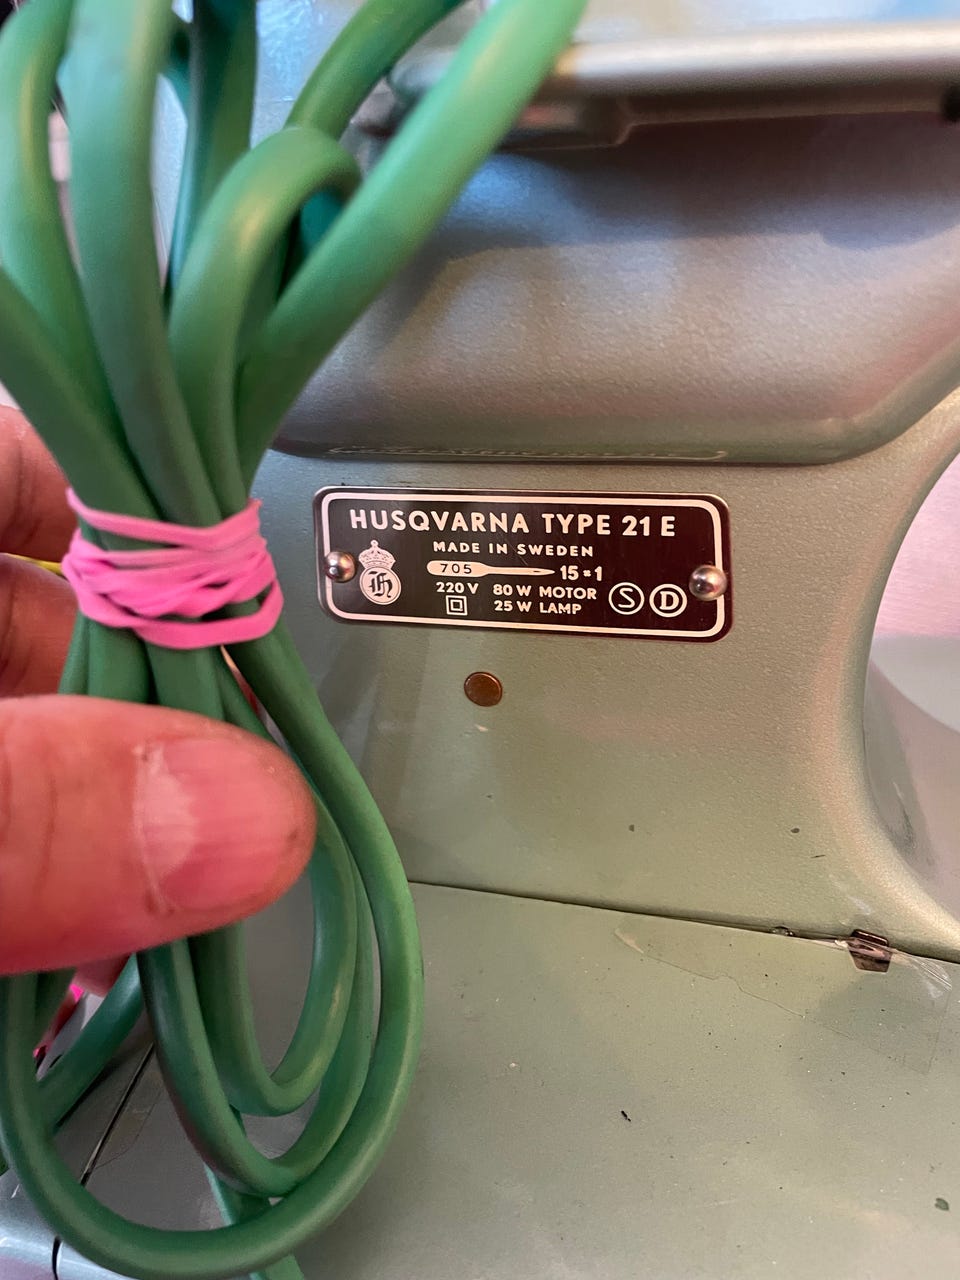 HUSQVARNA TYPE 21 E
MADE IN SWEDEN
705 15*1
220 V 80 W MOTOR
25 W LAMP
H
S D